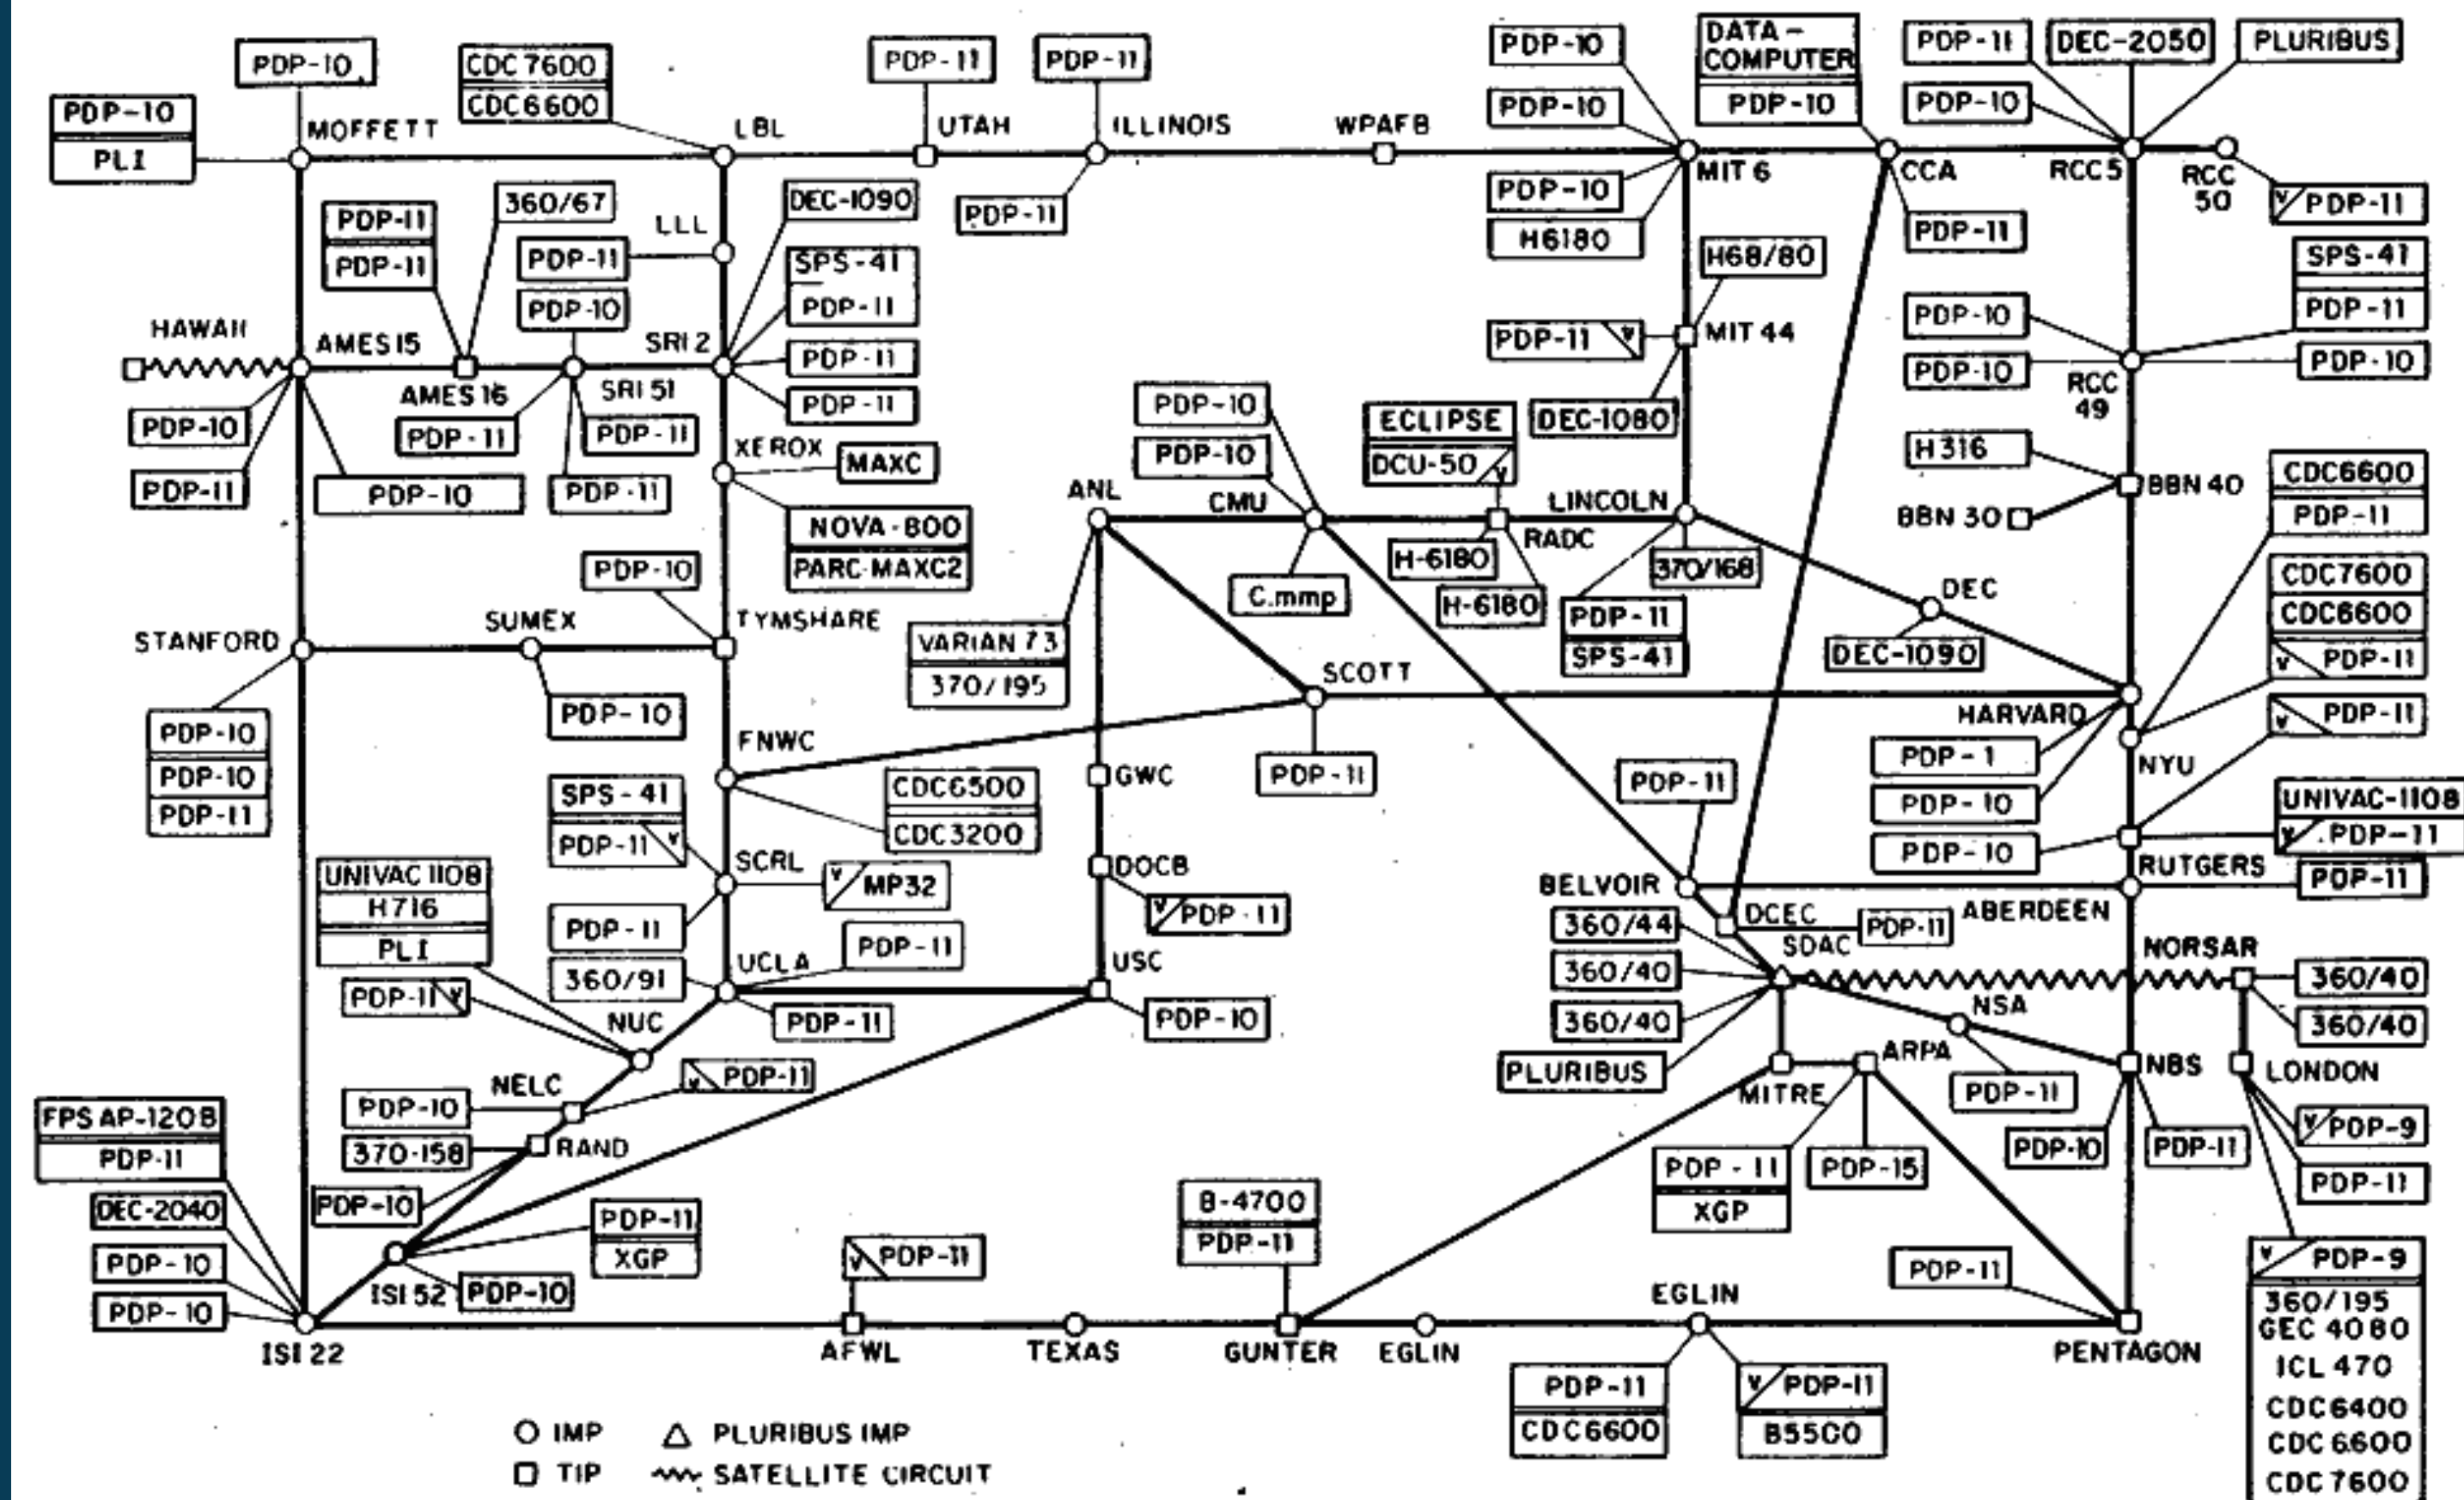 PDP-10
CDC 7600
CDC6600
PDP-11
PDP-11
PDP-10
DATA-
COMPUTER
PDP-10
PDP-11
DEC-2050
PLURIBUS
PDP-10
PLI
MOFFETT
LBL
UTAH
ILLINOIS
WPAFB
PDP-10
PDP-10
MIT 6
CCA
RCC5
RCC
50
PDP-10
H6180
PDP-11
PDP-11
V PDP-11
PDP-11
PDP-11
360/67
LLL
PDP-11
PDP-10
DEC-1090
SPS-41
PDP-11
PDP-11
PDP-11
H68/80
PDP-11 V
MIT 44
DEC-1080
SPS-41
PDP-11
PDP-10
PDP-10
PDP-10
RCC
49
HAWAII
AMES15
AMES16
SRI 51
SRI 2
PDP-10
PDP-11
PDP-10
PDP-11
PDP-11
PDP-11
XEROX
MAXC
NOVA-800
PARC-MAXC2
PDP-10
PDP-10
ECLIPSE
DCU-50 V
ANL
CMU
RADC
LINCOLN
H-6180
H-6180
C.mmp
370/168
PDP-11
SPS-41
H316
BBN 40
BBN 30
CDC6600
PDP-11
CDC7600
CDC6600
V PDP-11
V PDP-11
PDP-10
STANFORD
SUMEX
TYMSHARE
PDP-10
VARIAN 73
370/195
SCOTT
PDP-11
DEC
DEC-1090
HARVARD
PDP-1
PDP-10
NYU
PDP-10
PDP-10
PDP-11
FNWC
CDC6500
CDC3200
GWC
PDP-11
PDP-10
UNIVAC-1108
V PDP-11
RUTGERS
SPS-41
PDP-11 V
SCRL
V MP32
PDP-11
DOCB
V PDP-11
BELVOIR
ABERDEEN
PDP-11
UNIVAC 1108
H716
PLI
PDP-11 V
360/91
UCLA
PDP-11
PDP-11
USC
PDP-10
360/44
360/40
360/40
PLURIBUS
DCEC
SDAC
PDP-11
NORSAR
360/40
360/40
NSA
PDP-11
NUC
NELC
V PDP-11
PDP-10
370-158
RAND
PDP-10
MITRE
ARPA
PDP-11
XGP
PDP-15
NBS
PDP-10
PDP-11
LONDON
V PDP-9
PDP-11
FPS AP-120B
PDP-11
DEC-2040
PDP-10
PDP-10
PDP-11
XGP
PDP-10
ISI 52
V PDP-11
B-4700
PDP-11
EGLIN
PDP-11
V PDP-9
360/195
GEC 4080
ICL 470
CDC6400
CDC6600
CDC7600
ISI 22
AFWL
TEXAS
GUNTER
EGLIN
PENTAGON
PDP-11
CDC6600
V PDP-11
B5500
IMP
PLURIBUS IMP
TIP
SATELLITE CIRCUIT